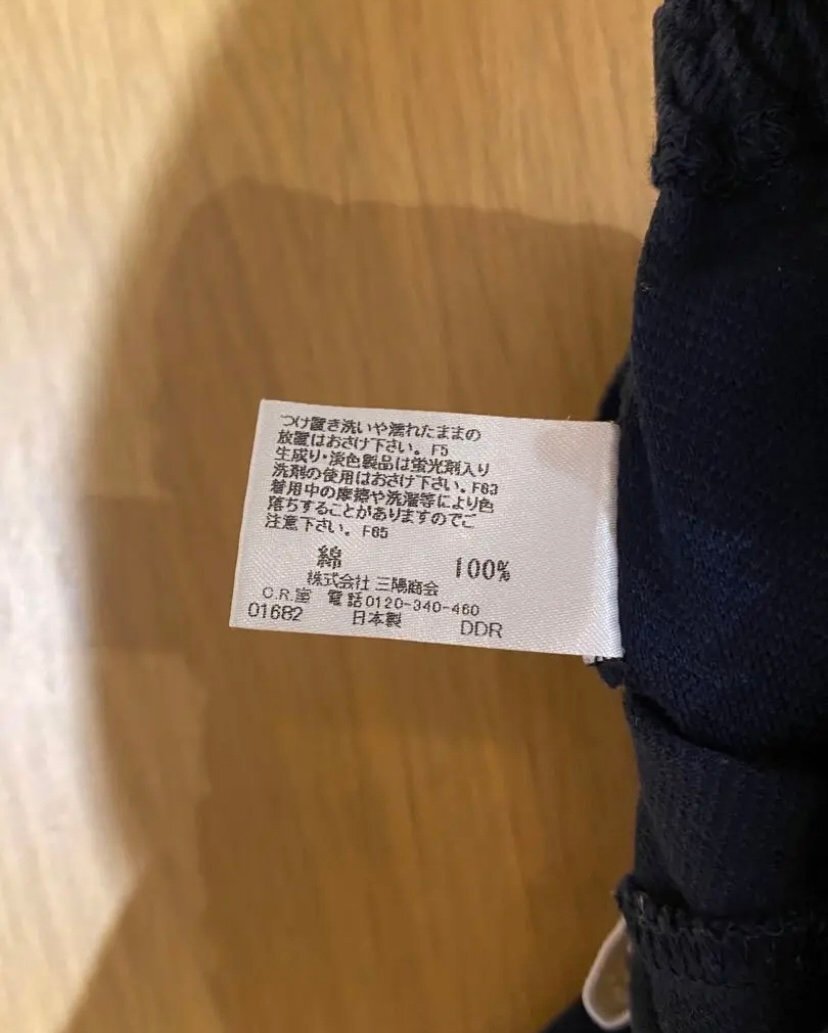 つけ置き洗いや濡れたままの
放置はおさけ下さい。F5
生成り・淡色製品は蛍光剤入り
洗剤の使用はおさけ下さい。F63
着用中の摩擦や洗濯等により色
落ちすることがありますのでご
注意下さい。F65
綿 100%
株式会社 三陽商会
C.R.室 電話0120-340-460
01682 日本製 DDR